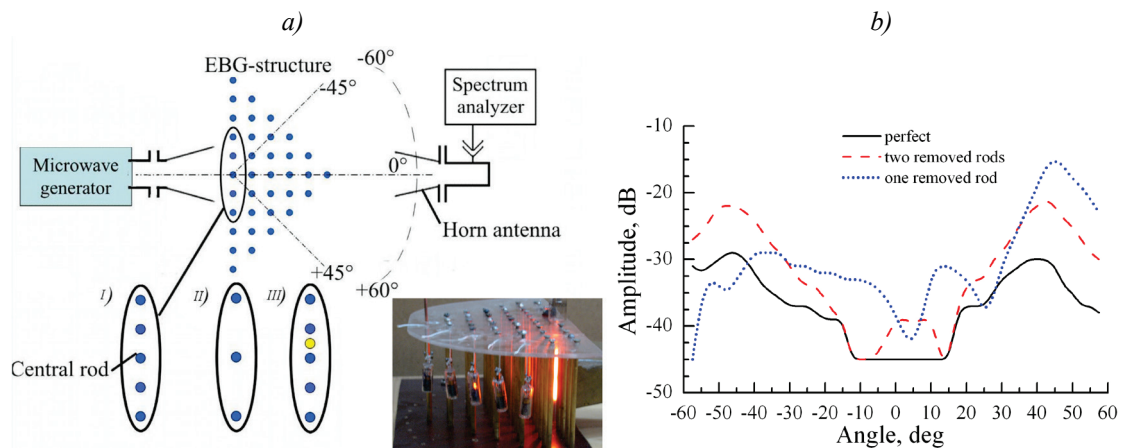 a)
EBG-structure
-60°
-45°
Spectrum
analyzer
Microwave
generator
0°
Horn antenna
+45°
+60°
I)
II)
III)
Central rod
b)
-10
-20
-30
-40
-50
Amplitude, dB
perfect
two removed rods
one removed rod
-60 -50 -40 -30 -20 -10 0 10 20 30 40 50 60
Angle, deg